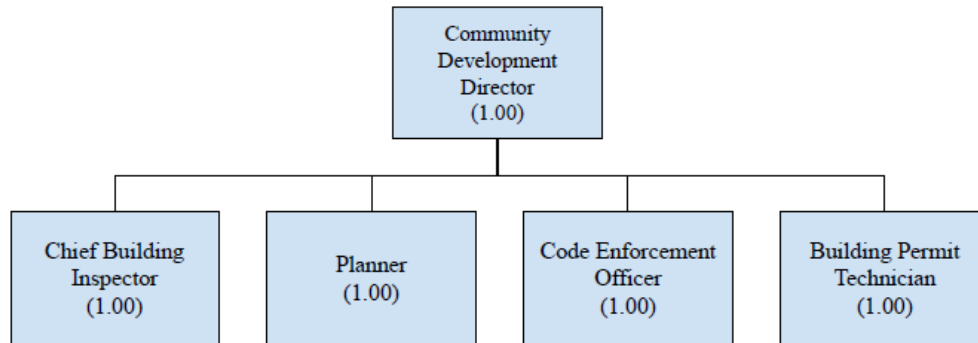 Community
Development
Director
(1.00)
Chief Building
Inspector
(1.00)
Planner
(1.00)
Code Enforcement
Officer
(1.00)
Building Permit
Technician
(1.00)